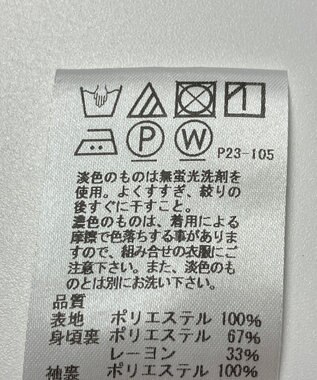 P W P23-105
淡色のものは無蛍光洗剤を
使用。よくすすぎ、絞りの
後すぐに干すこと。
濃色のものは、着用による
摩擦で色落ちする事がありま
すので、組み合せの衣服にご
注意下さい。また、淡色のも
のとは別にお洗い下さい。
品質
表地 ポリエステル 100%
身頃裏 ポリエステル 67%
レーヨン 33%
袖裏 ポリエステル 100%